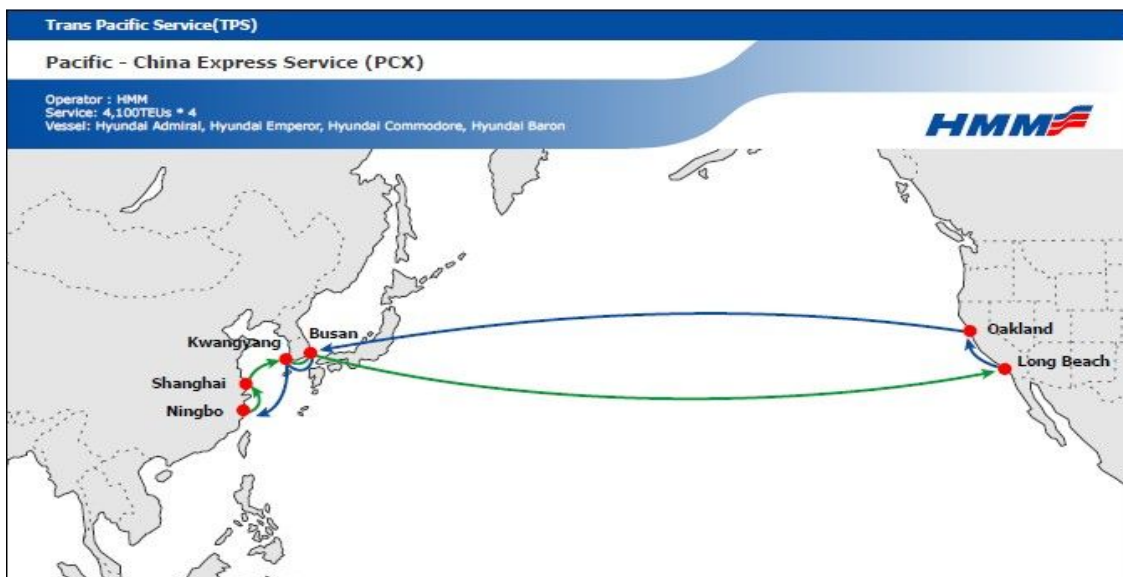 Trans Pacific Service(TPS)
Pacific - China Express Service (PCX)
Operator : HMM
Service: 4,100TEUs * 4
Vessel: Hyundai Admiral, Hyundai Emperor, Hyundai Commodore, Hyundai Baron
HMM
Busan
Kwangyang
Shanghai
Ningbo
Oakland
Long Beach